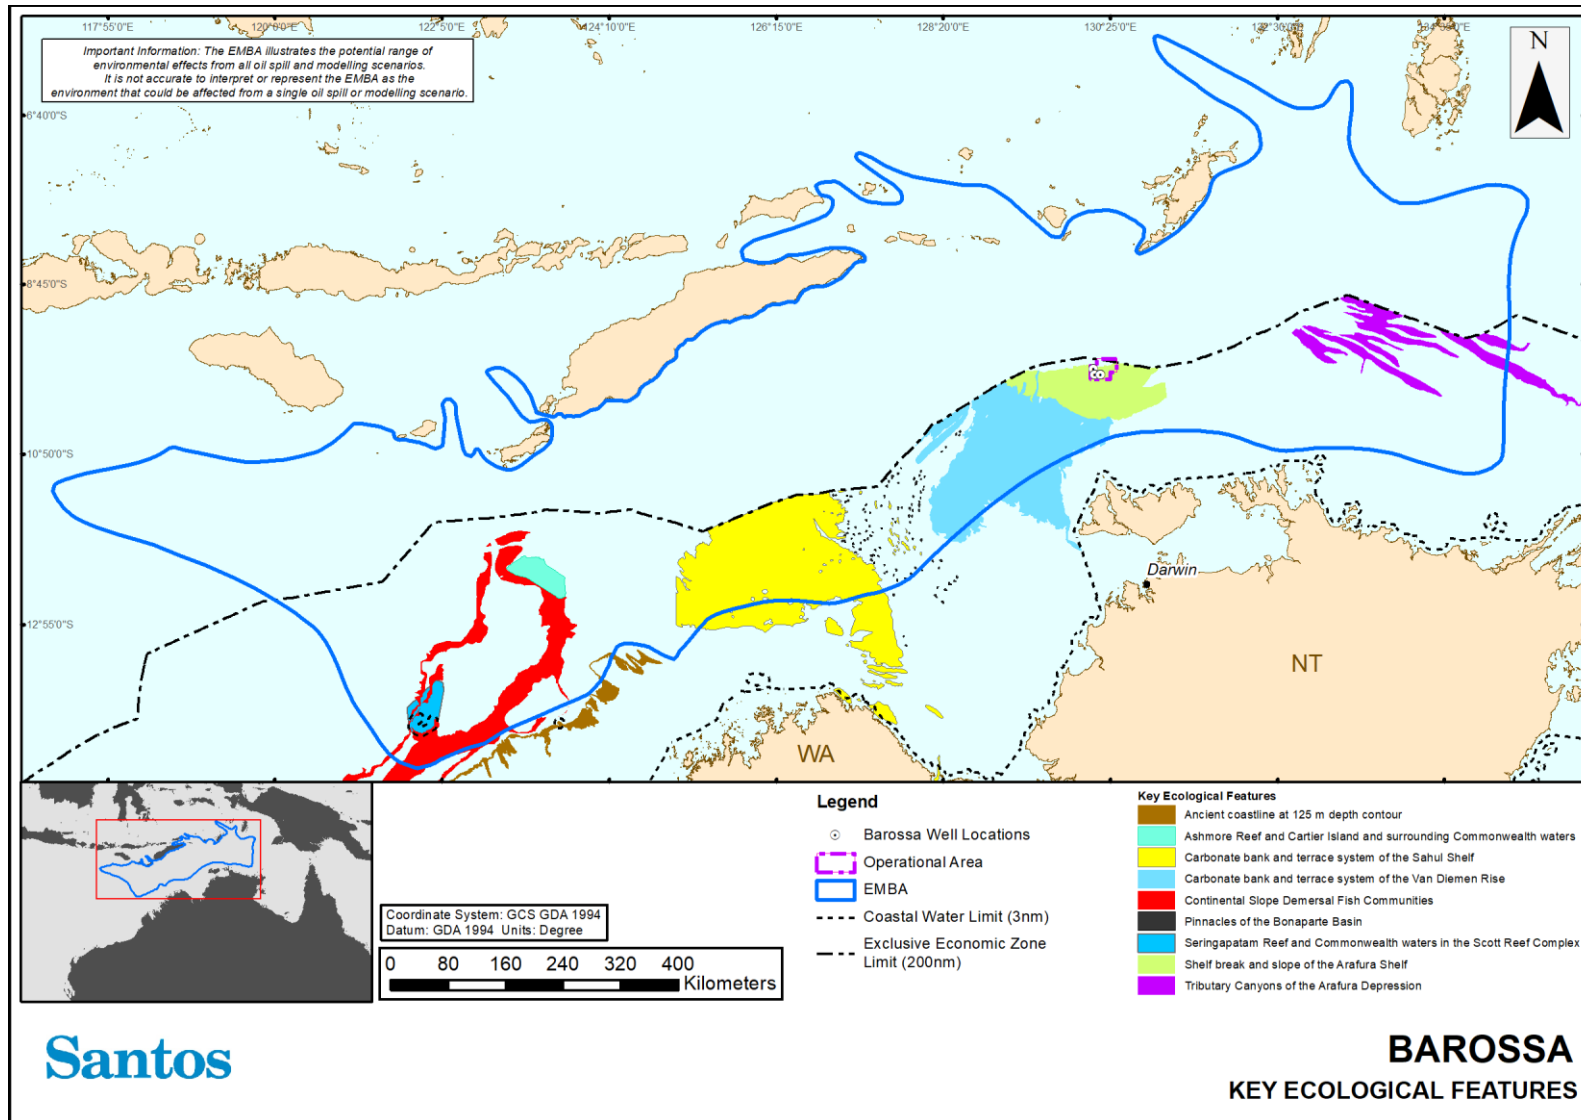 117°55'0"E 120°0'0"E 122°5'0"E 124°10'0"E 126°15'0"E 128°20'0"E 130°25'0"E 132°30'0"E
Important Information: The EMBA illustrates the potential range of
environmental effects from all oil spill and modelling scenarios.
It is not accurate to interpret or represent the EMBA as the
environment that could be affected from a single oil spill or modelling scenario.
N
6°40'0"S
8°45'0"S
10°50'0"S
12°55'0"S
Darwin
NT
WA
Legend
Barossa Well Locations
Operational Area
EMBA
Coastal Water Limit (3nm)
Exclusive Economic Zone
Limit (200nm)
Key Ecological Features
Ancient coastline at 125 m depth contour
Ashmore Reef and Cartier Island and surrounding Commonwealth waters
Carbonate bank and terrace system of the Sahul Shelf
Carbonate bank and terrace system of the Van Diemen Rise
Continental Slope Demersal Fish Communities
Pinnacles of the Bonaparte Basin
Seringapatam Reef and Commonwealth waters in the Scott Reef Complex
Shelf break and slope of the Arafura Shelf
Tributary Canyons of the Arafura Depression
Coordinate System: GCS GDA 1994
Datum: GDA 1994 Units: Degree
0 80 160 240 320 400
Kilometers
Santos
BAROSSA
KEY ECOLOGICAL FEATURES